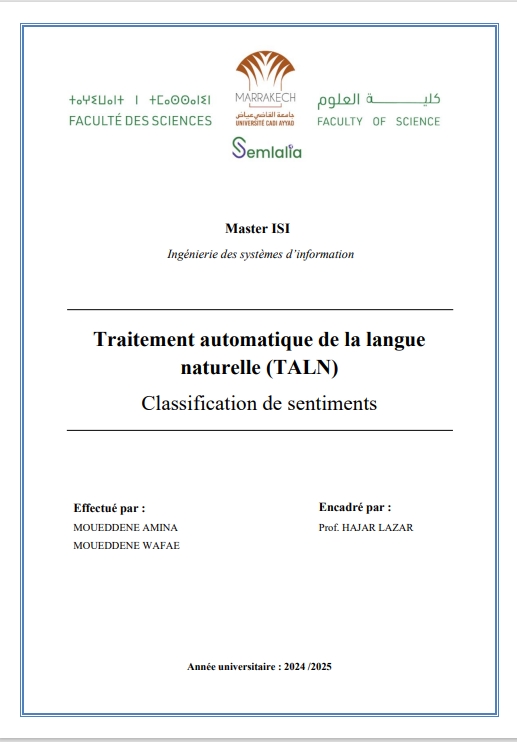 ⵜⴰⵖⵉⵡⴰⵏⵜ ⵏ ⵜⵎⴰⵙⵙⴰⵏⵉⵏ
FACULTÉ DES SCIENCES
MARRAKECH
جامعة القاضي عياض
UNIVERSITÉ CADI AYYAD
كليـــة العلوم
FACULTY OF SCIENCE
Semlalia
Master ISI
Ingénierie des systèmes d’information
Traitement automatique de la langue
naturelle (TALN)
Classification de sentiments
Effectué par :
MOUEDDENE AMINA
MOUEDDENE WAFAE
Encadré par :
Prof. HAJAR LAZAR
Année universitaire : 2024 /2025